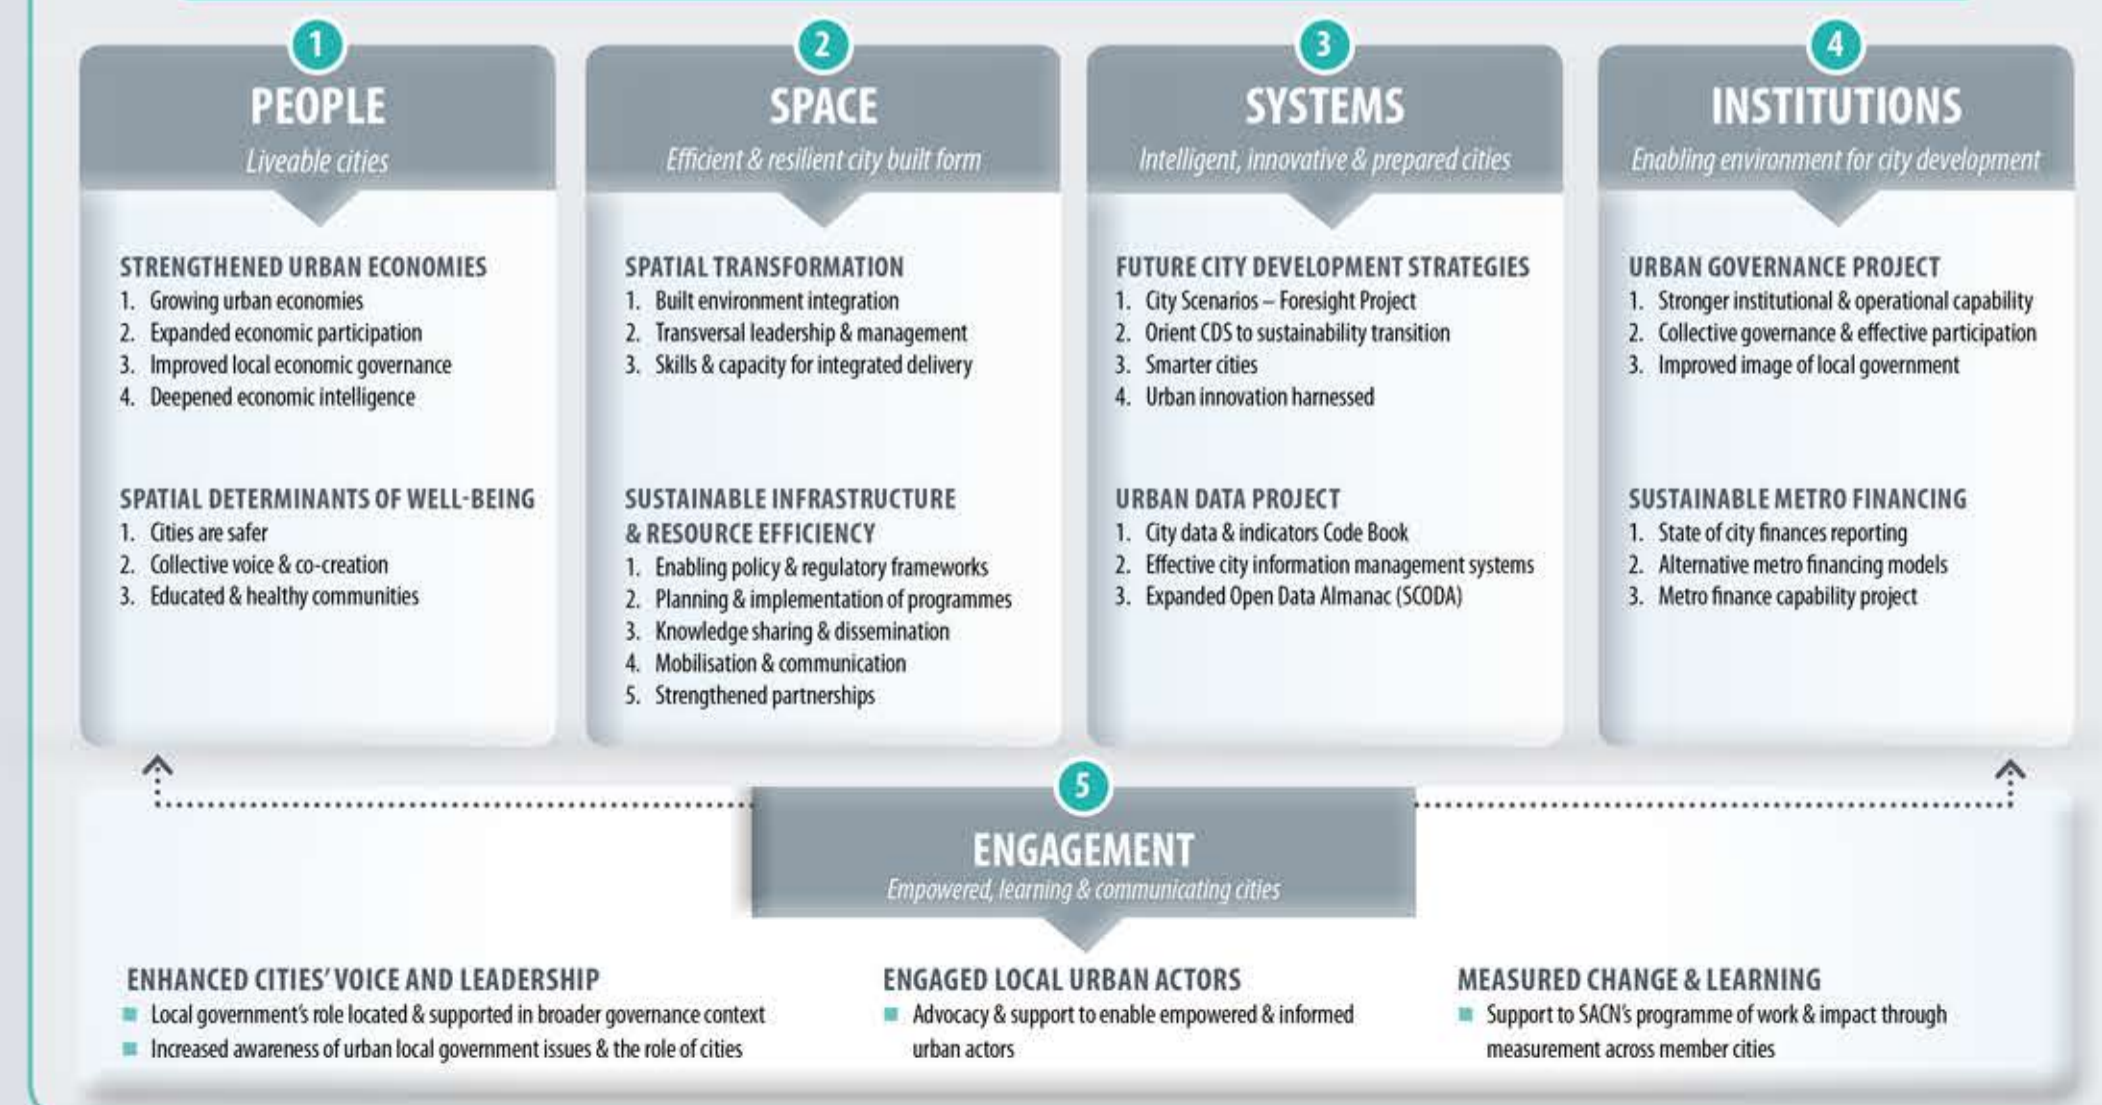 1
PEOPLE
Liveable cities
STRENGTHENED URBAN ECONOMIES
1. Growing urban economies
2. Expanded economic participation
3. Improved local economic governance
4. Deepened economic intelligence
SPATIAL DETERMINANTS OF WELL-BEING
1. Cities are safer
2. Collective voice & co-creation
3. Educated & healthy communities
2
SPACE
Efficient & resilient city built form
SPATIAL TRANSFORMATION
1. Built environment integration
2. Transversal leadership & management
3. Skills & capacity for integrated delivery
SUSTAINABLE INFRASTRUCTURE
& RESOURCE EFFICIENCY
1. Enabling policy & regulatory frameworks
2. Planning & implementation of programmes
3. Knowledge sharing & dissemination
4. Mobilisation & communication
5. Strengthened partnerships
3
SYSTEMS
Intelligent, innovative & prepared cities
FUTURE CITY DEVELOPMENT STRATEGIES
1. City Scenarios – Foresight Project
2. Orient CDS to sustainability transition
3. Smarter cities
4. Urban innovation harnessed
URBAN DATA PROJECT
1. City data & indicators Code Book
2. Effective city information management systems
3. Expanded Open Data Almanac (SCODA)
4
INSTITUTIONS
Enabling environment for city development
URBAN GOVERNANCE PROJECT
1. Stronger institutional & operational capability
2. Collective governance & effective participation
3. Improved image of local government
SUSTAINABLE METRO FINANCING
1. State of city finances reporting
2. Alternative metro financing models
3. Metro finance capability project
5
ENGAGEMENT
Empowered, learning & communicating cities
ENHANCED CITIES' VOICE AND LEADERSHIP
Local government's role located & supported in broader governance context
Increased awareness of urban local government issues & the role of cities
ENGAGED LOCAL URBAN ACTORS
Advocacy & support to enable empowered & informed
urban actors
MEASURED CHANGE & LEARNING
Support to SACN's programme of work & impact through
measurement across member cities